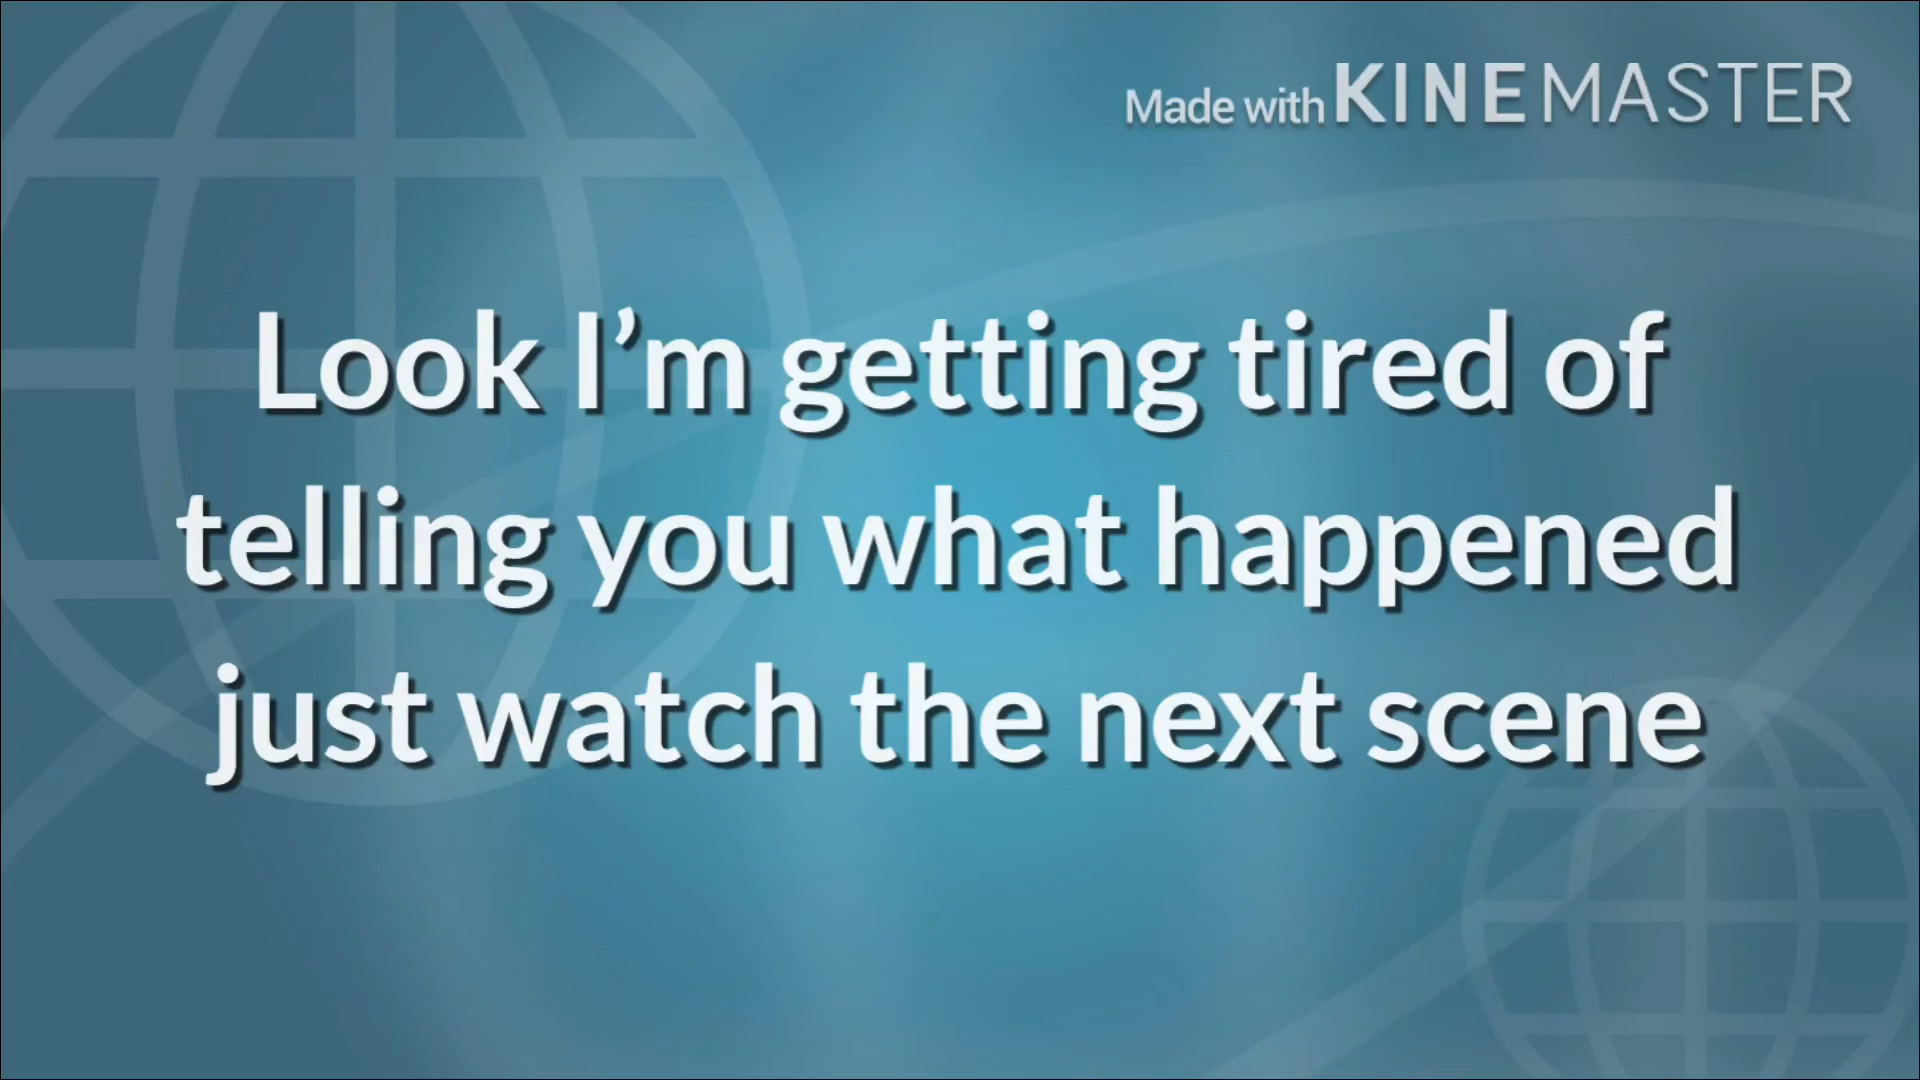 Made with KINEMASTER
Look I’m getting tired of
telling you what happened
just watch the next scene